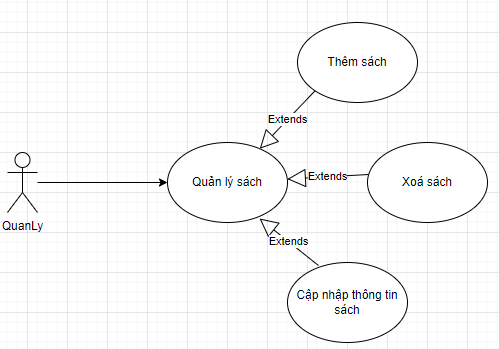 Thêm sách
Extends
Quản lý sách
Extends
Xoá sách
QuanLy
Extends
Cập nhập thông tin
sách